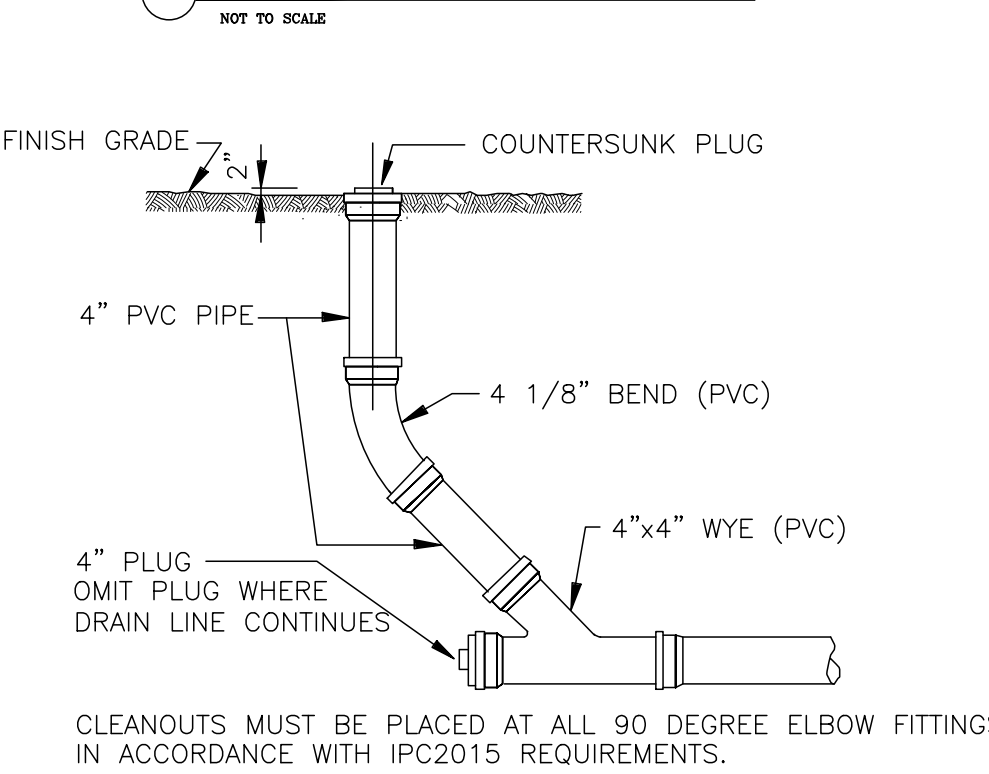 NOT TO SCALE
FINISH GRADE
2"
COUNTERSUNK PLUG
4" PVC PIPE
4 1/8" BEND (PVC)
4"x4" WYE (PVC)
4" PLUG
OMIT PLUG WHERE
DRAIN LINE CONTINUES
CLEANOUTS MUST BE PLACED AT ALL 90 DEGREE ELBOW FITTINGS
IN ACCORDANCE WITH IPC2015 REQUIREMENTS.